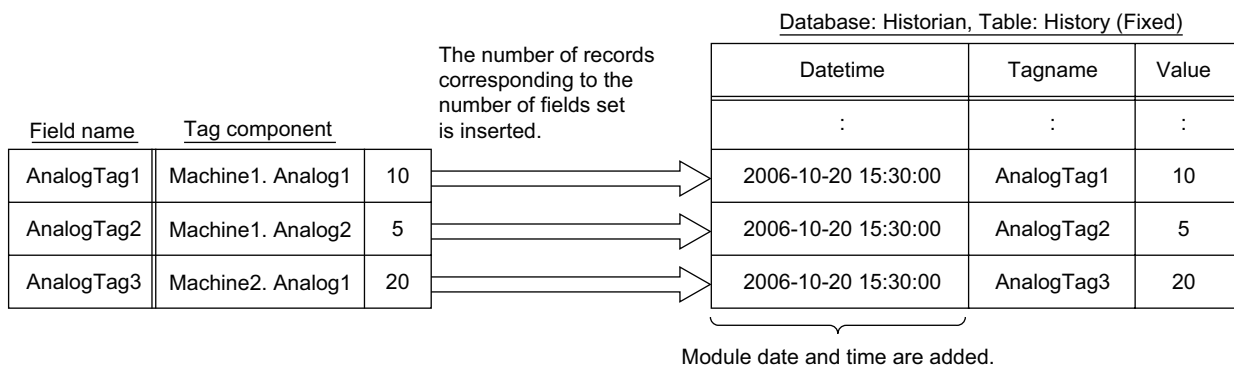 Database: Historian, Table: History (Fixed)
The number of records
corresponding to the
number of fields set
is inserted.
Datetime Tagname Value
: : :
Field name Tag component
AnalogTag1 Machine1. Analog1 10 2006-10-20 15:30:00 AnalogTag1 10
AnalogTag2 Machine1. Analog2 5 2006-10-20 15:30:00 AnalogTag2 5
AnalogTag3 Machine2. Analog1 20 2006-10-20 15:30:00 AnalogTag3 20
Module date and time are added.